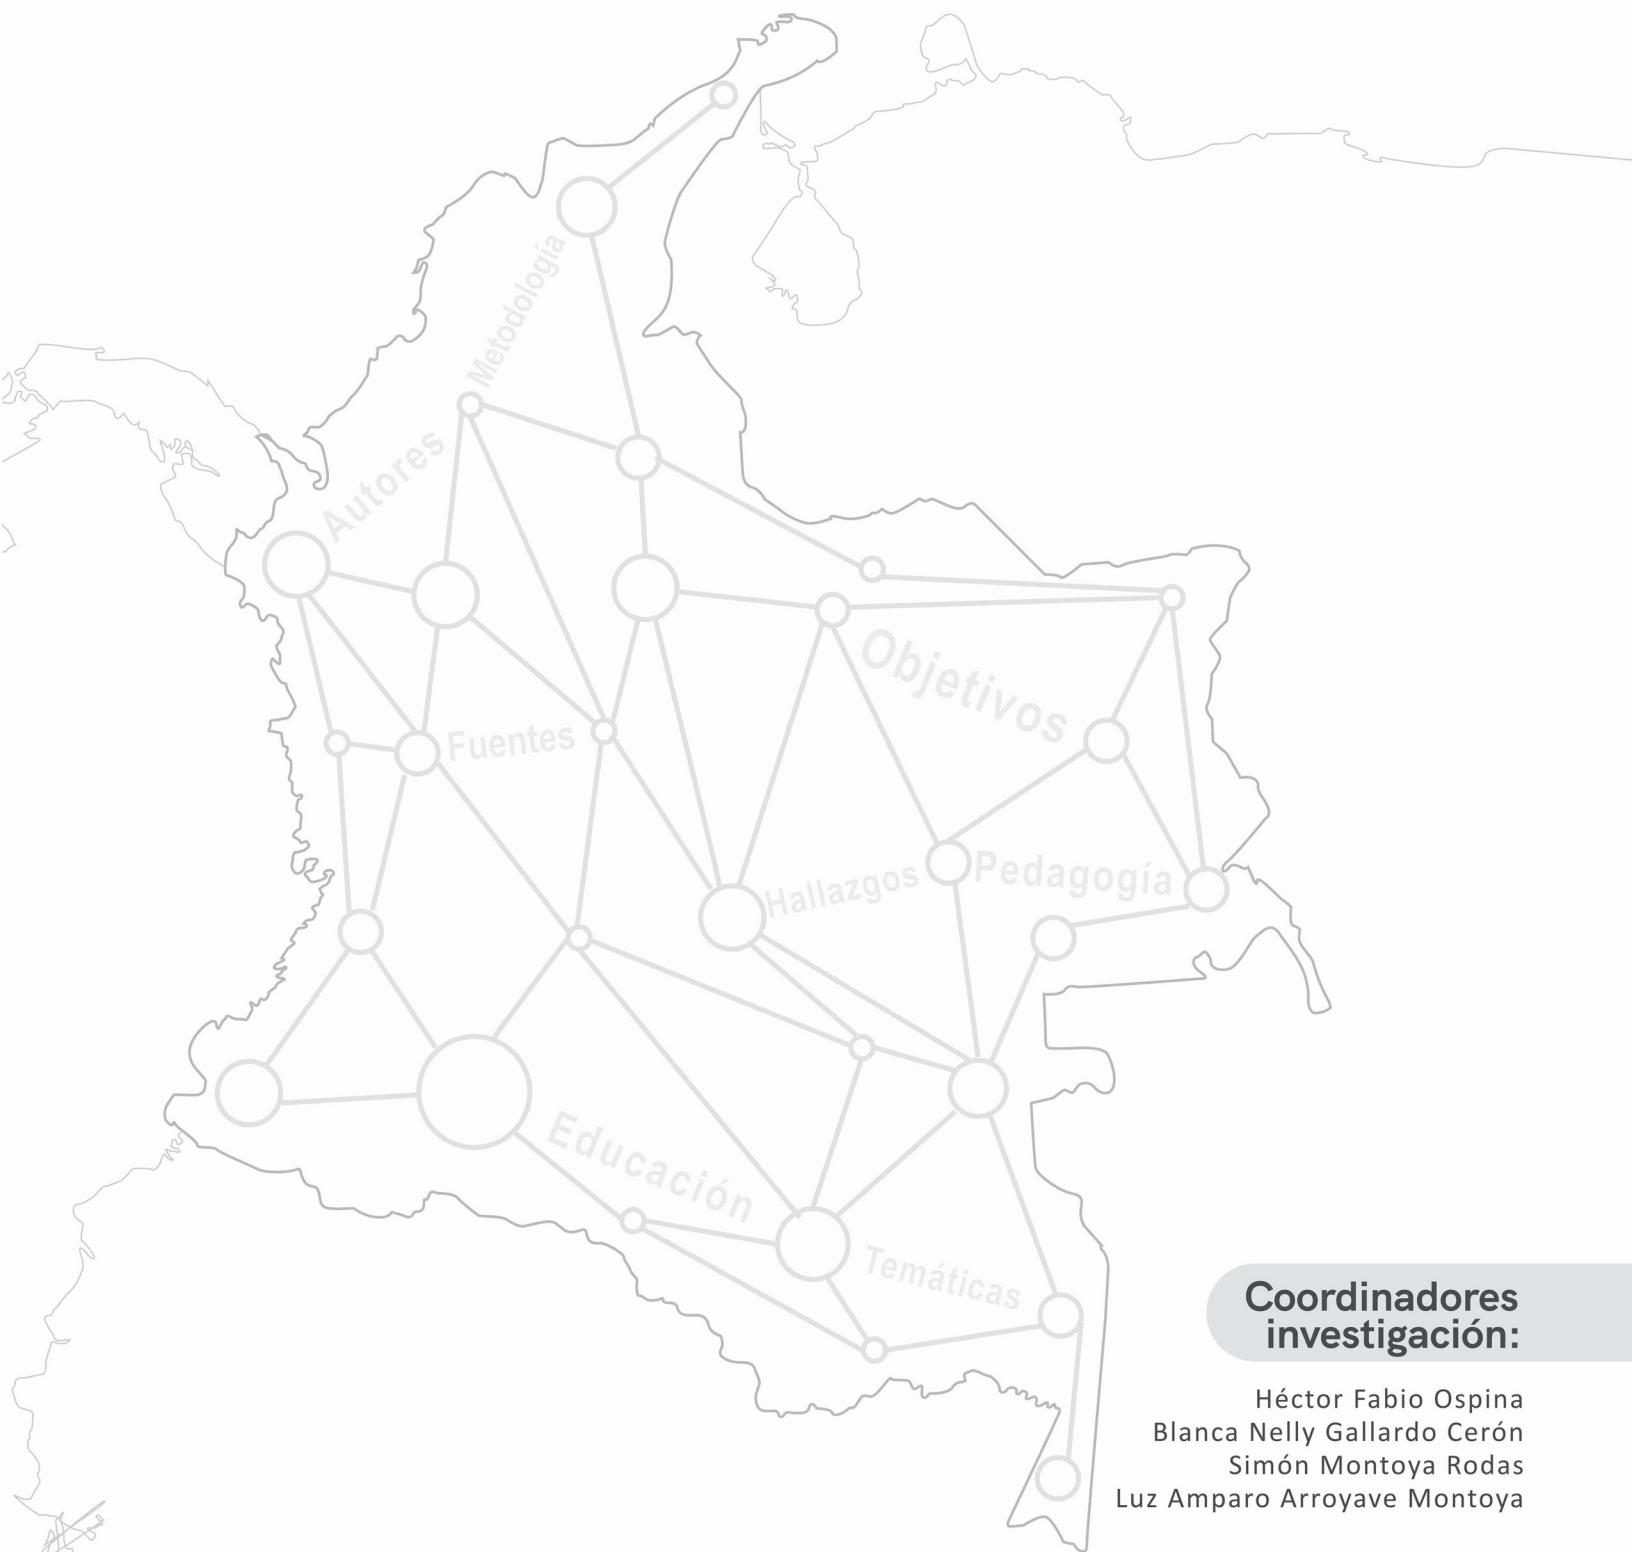 Metodología
Autores
Objetivos
Fuentes
Hallazgos
Pedagogía
Educación
Temáticas
Coordinadores
investigación:
Héctor Fabio Ospina
Blanca Nelly Gallardo Cerón
Simón Montoya Rodas
Luz Amparo Arroyave Montoya